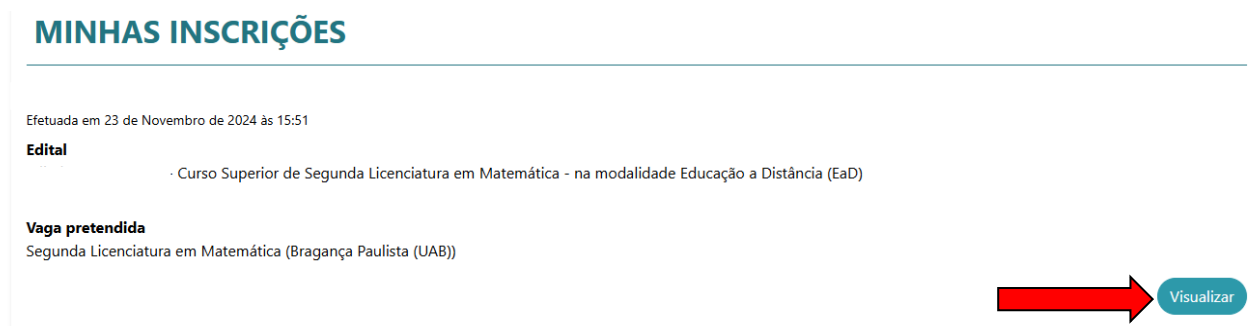 MINHAS INSCRIÇÕES
Efetuada em 23 de Novembro de 2024 às 15:51
Edital
- Curso Superior de Segunda Licenciatura em Matemática - na modalidade Educação a Distância (EaD)
Vaga pretendida
Segunda Licenciatura em Matemática (Bragança Paulista (UAB))
Visualizar